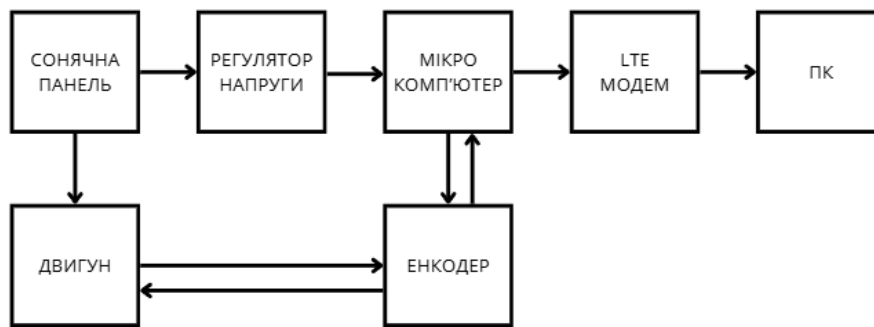 СОНЯЧНА
ПАНЕЛЬ
РЕГУЛЯТОР
НАПРУГИ
МІКРО
КОМП'ЮТЕР
LTE
МОДЕМ
ПК
ДВИГУН
ЕНКОДЕР